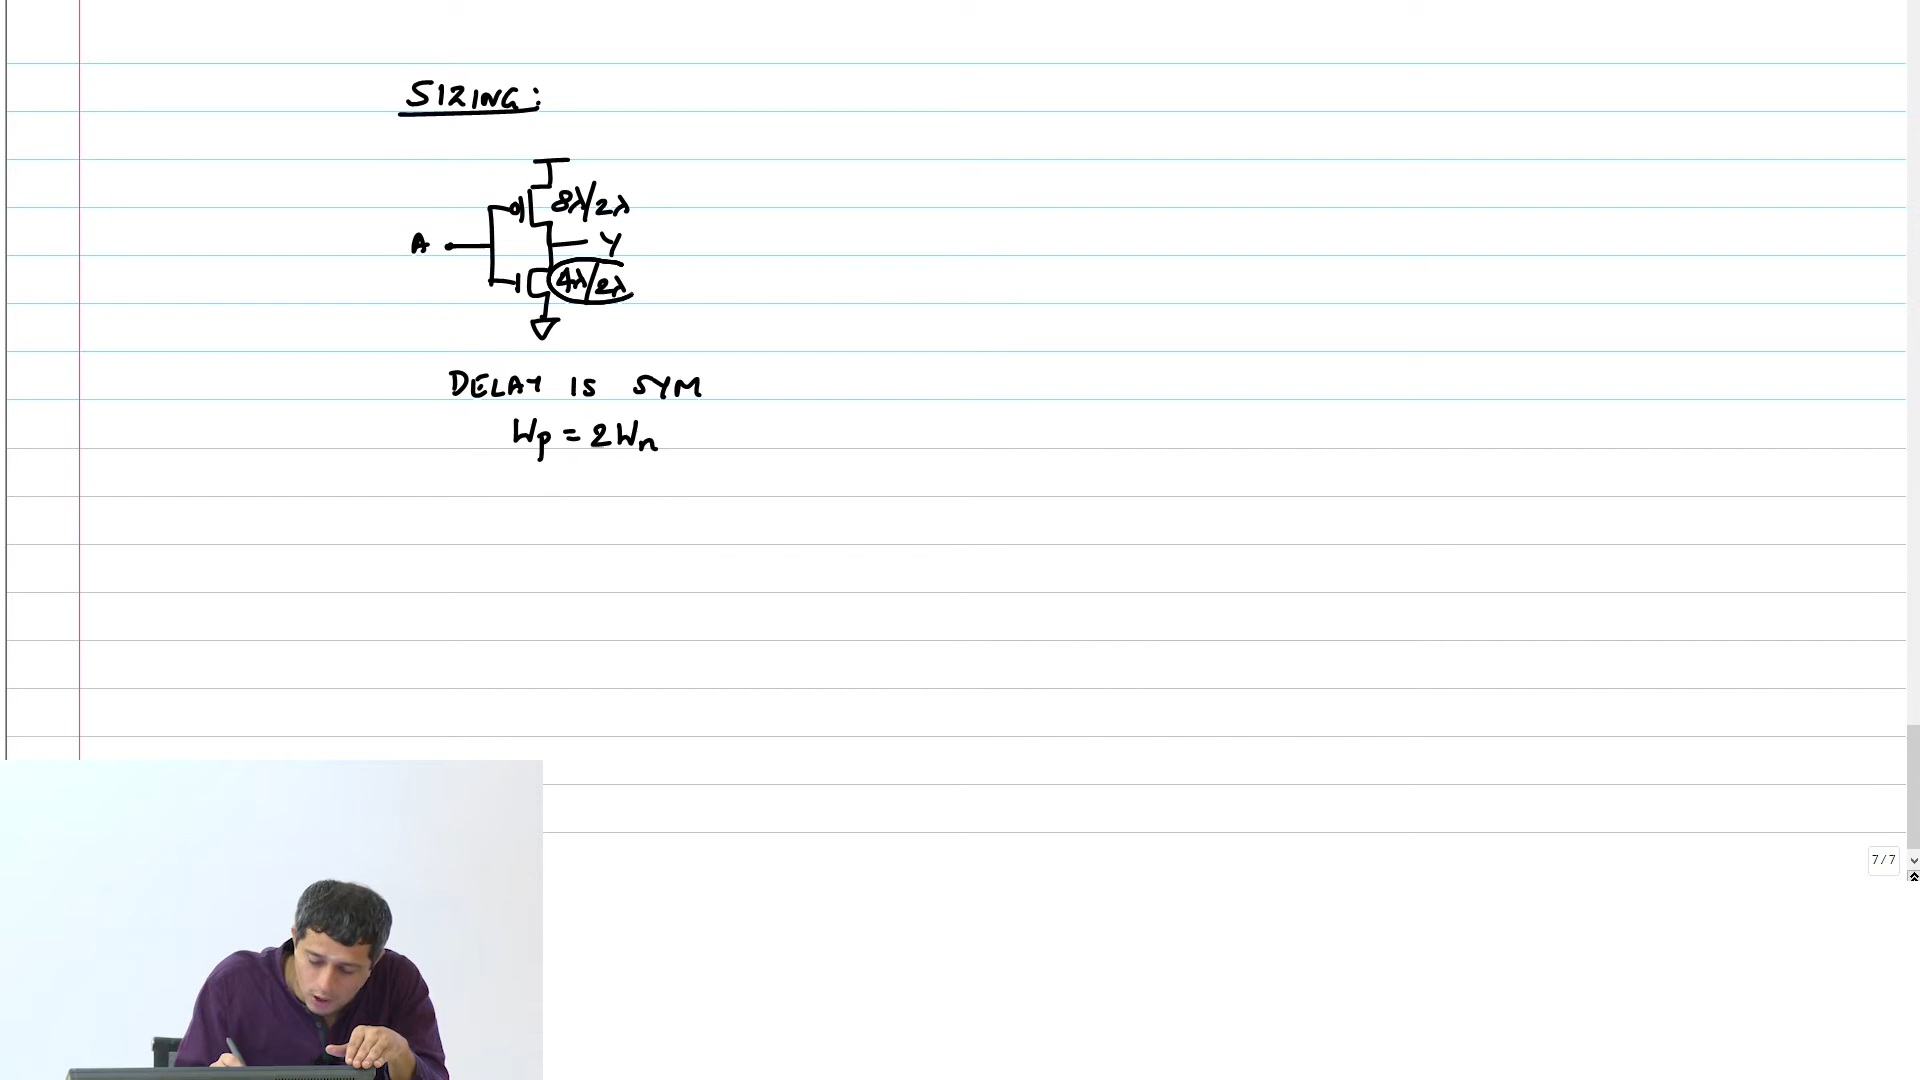 SIZING:
8λ/2λ
A
Y
4λ/2λ
DELAY IS SYM
Wp = 2Wn
7/7